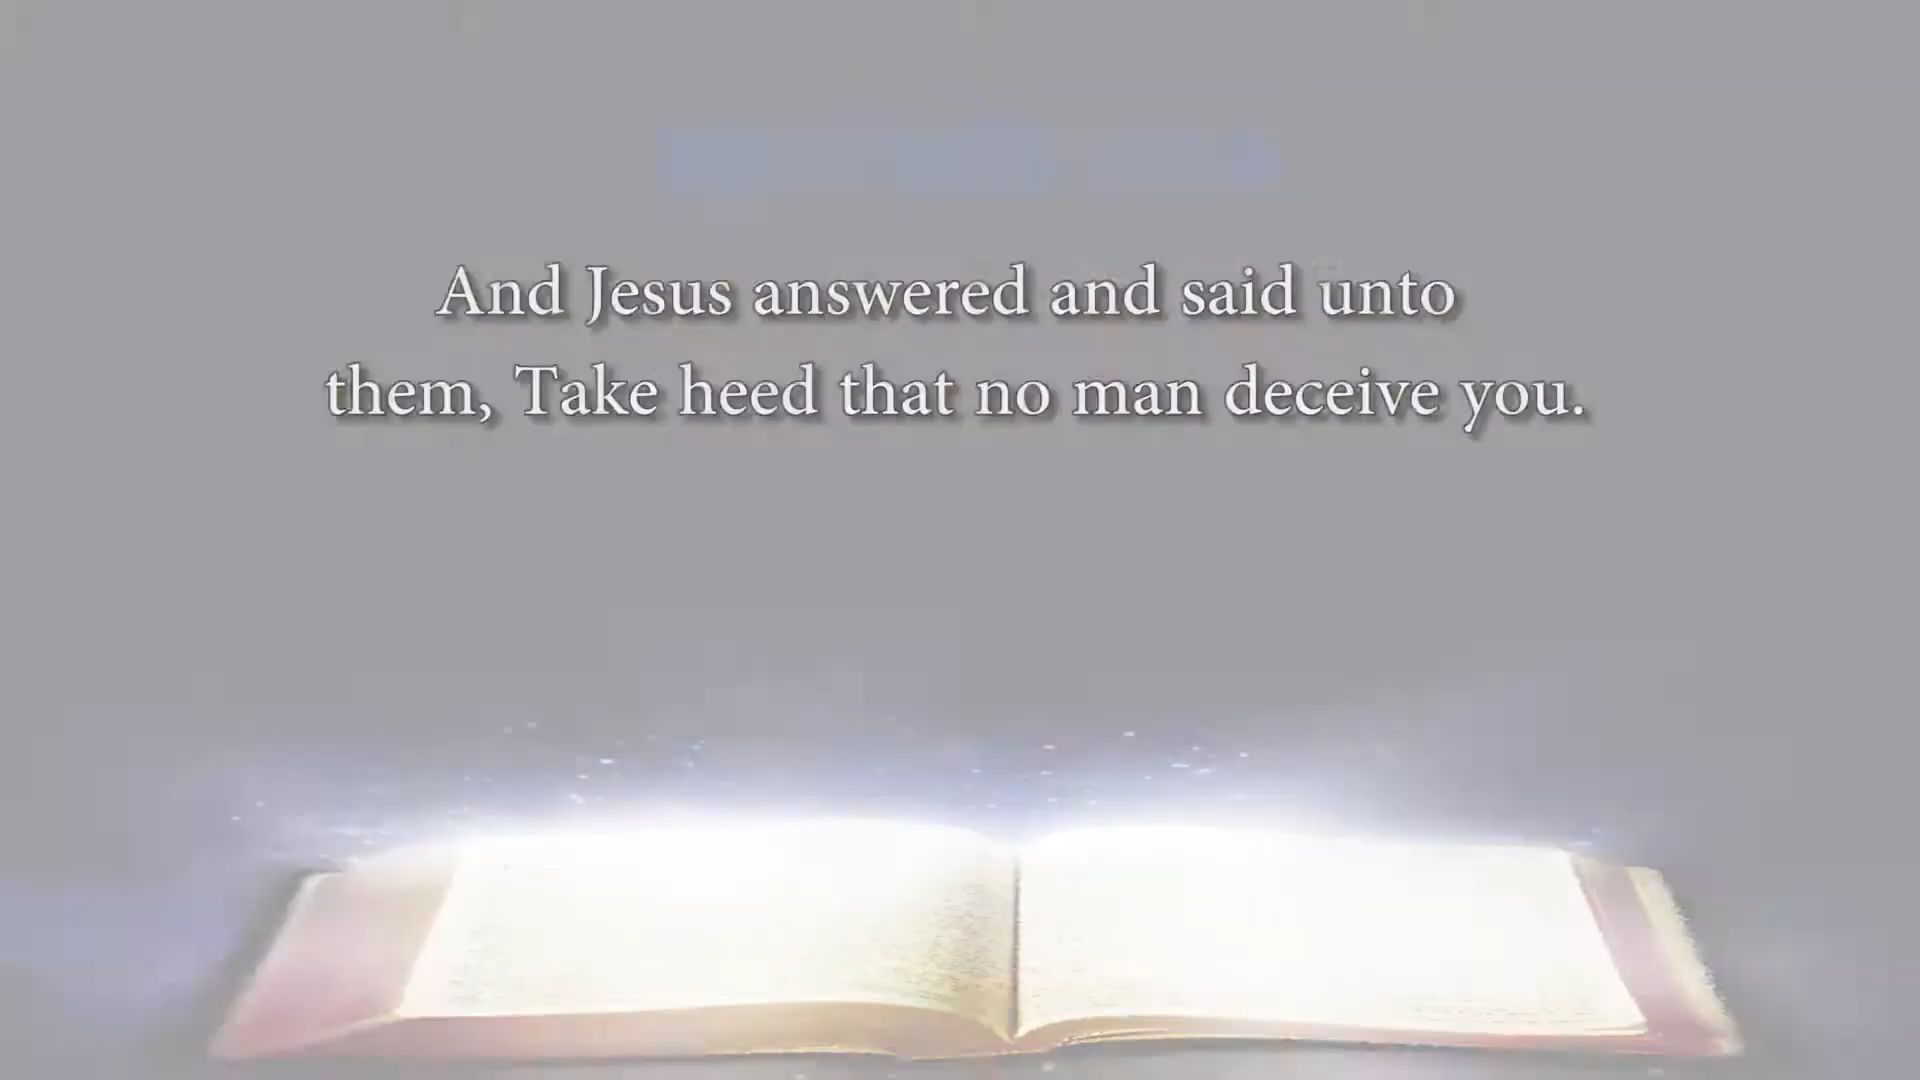 And Jesus answered and said unto
them, Take heed that no man deceive you.